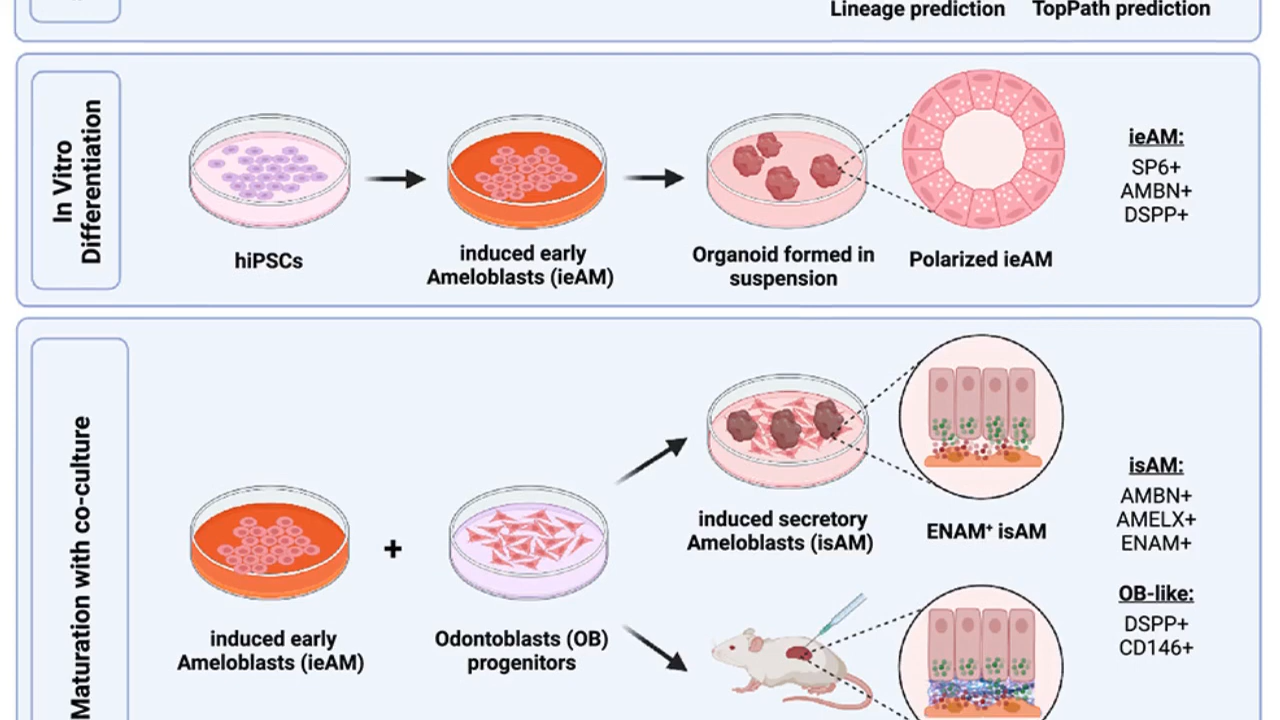 Lineage prediction
TopPath prediction
In Vitro
Differentiation
hiPSCs
induced early
Ameloblasts (ieAM)
Organoid formed in
suspension
Polarized ieAM
ieAM:
SP6+
AMBN+
DSPP+
Maturation with co-culture
induced early
Ameloblasts (ieAM)
+
Odontoblasts (OB)
progenitors
induced secretory
Ameloblasts (isAM)
ENAM⁺ isAM
isAM:
AMBN+
AMELX+
ENAM+
OB-like:
DSPP+
CD146+